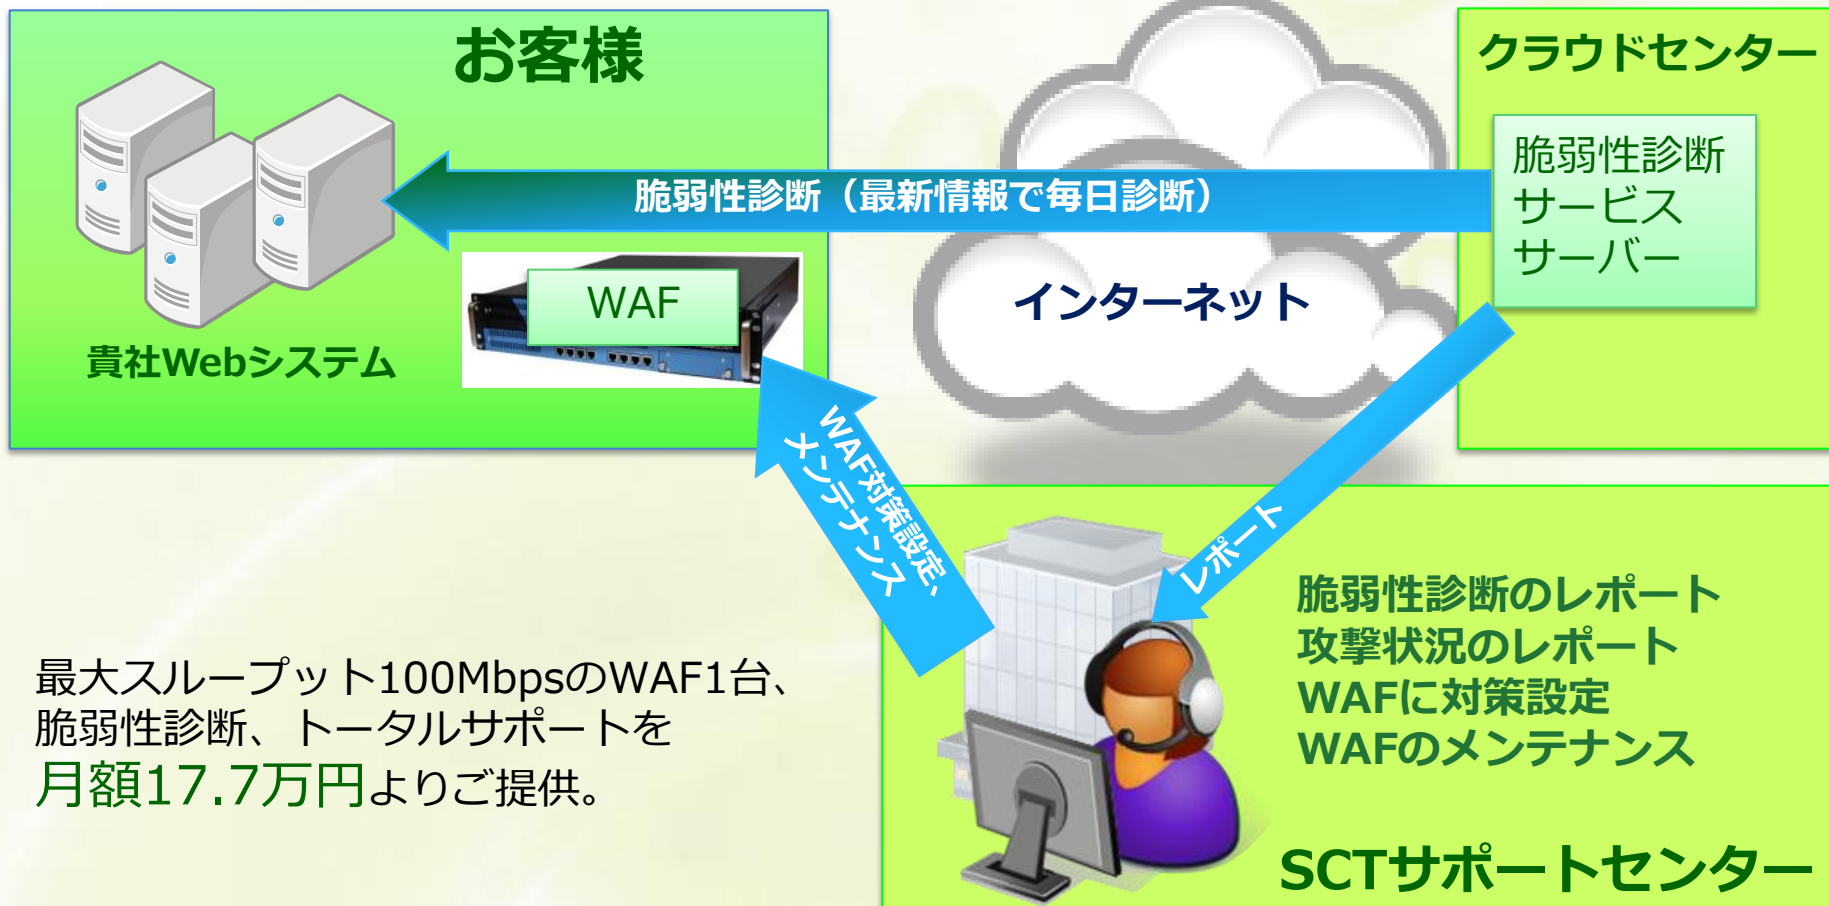 お客様
クラウドセンター
脆弱性診断
サービス
サーバー
脆弱性診断（最新情報で毎日診断）
WAF
インターネット
貴社Webシステム
WAF対策設定、
メンテナンス
レポート
脆弱性診断のレポート
攻撃状況のレポート
WAFに対策設定
WAFのメンテナンス
最大スループット100MbpsのWAF1台、
脆弱性診断、トータルサポートを
月額17.7万円よりご提供。
SCTサポートセンター